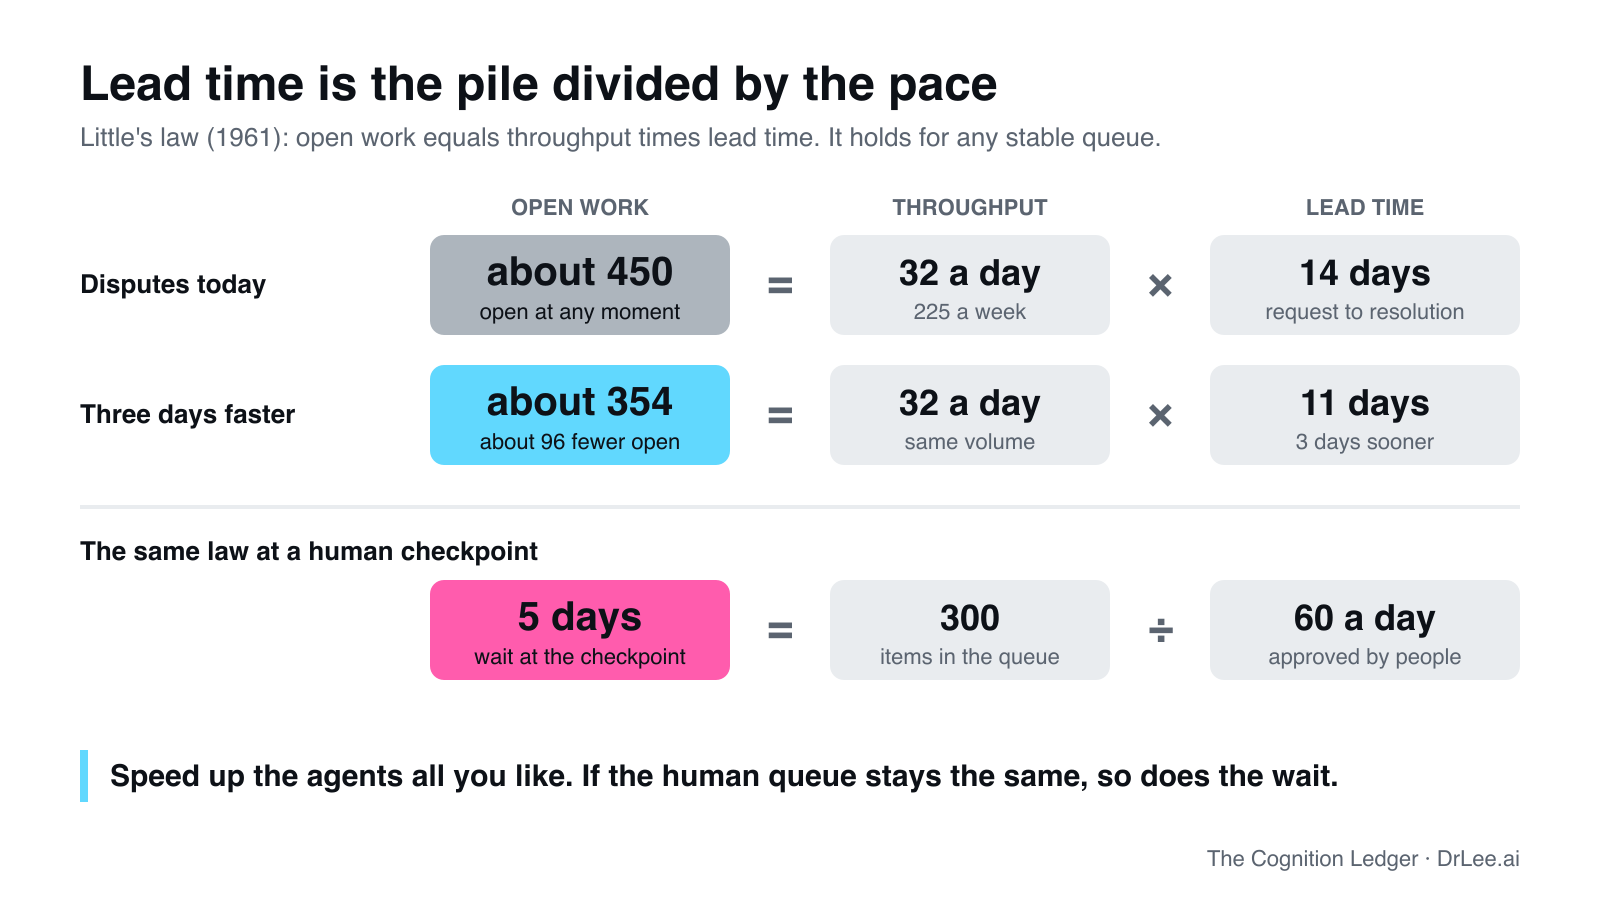 Lead time is the pile divided by the pace
Little's law (1961): open work equals throughput times lead time. It holds for any stable queue.
OPEN WORK THROUGHPUT LEAD TIME
Disputes today about 450 = 32 a day × 14 days
open at any moment 225 a week request to resolution
Three days faster about 354 = 32 a day × 11 days
about 96 fewer open same volume 3 days sooner
The same law at a human checkpoint
5 days = 300 ÷ 60 a day
wait at the checkpoint items in the queue approved by people
Speed up the agents all you like. If the human queue stays the same, so does the wait.
The Cognition Ledger · DrLee.ai